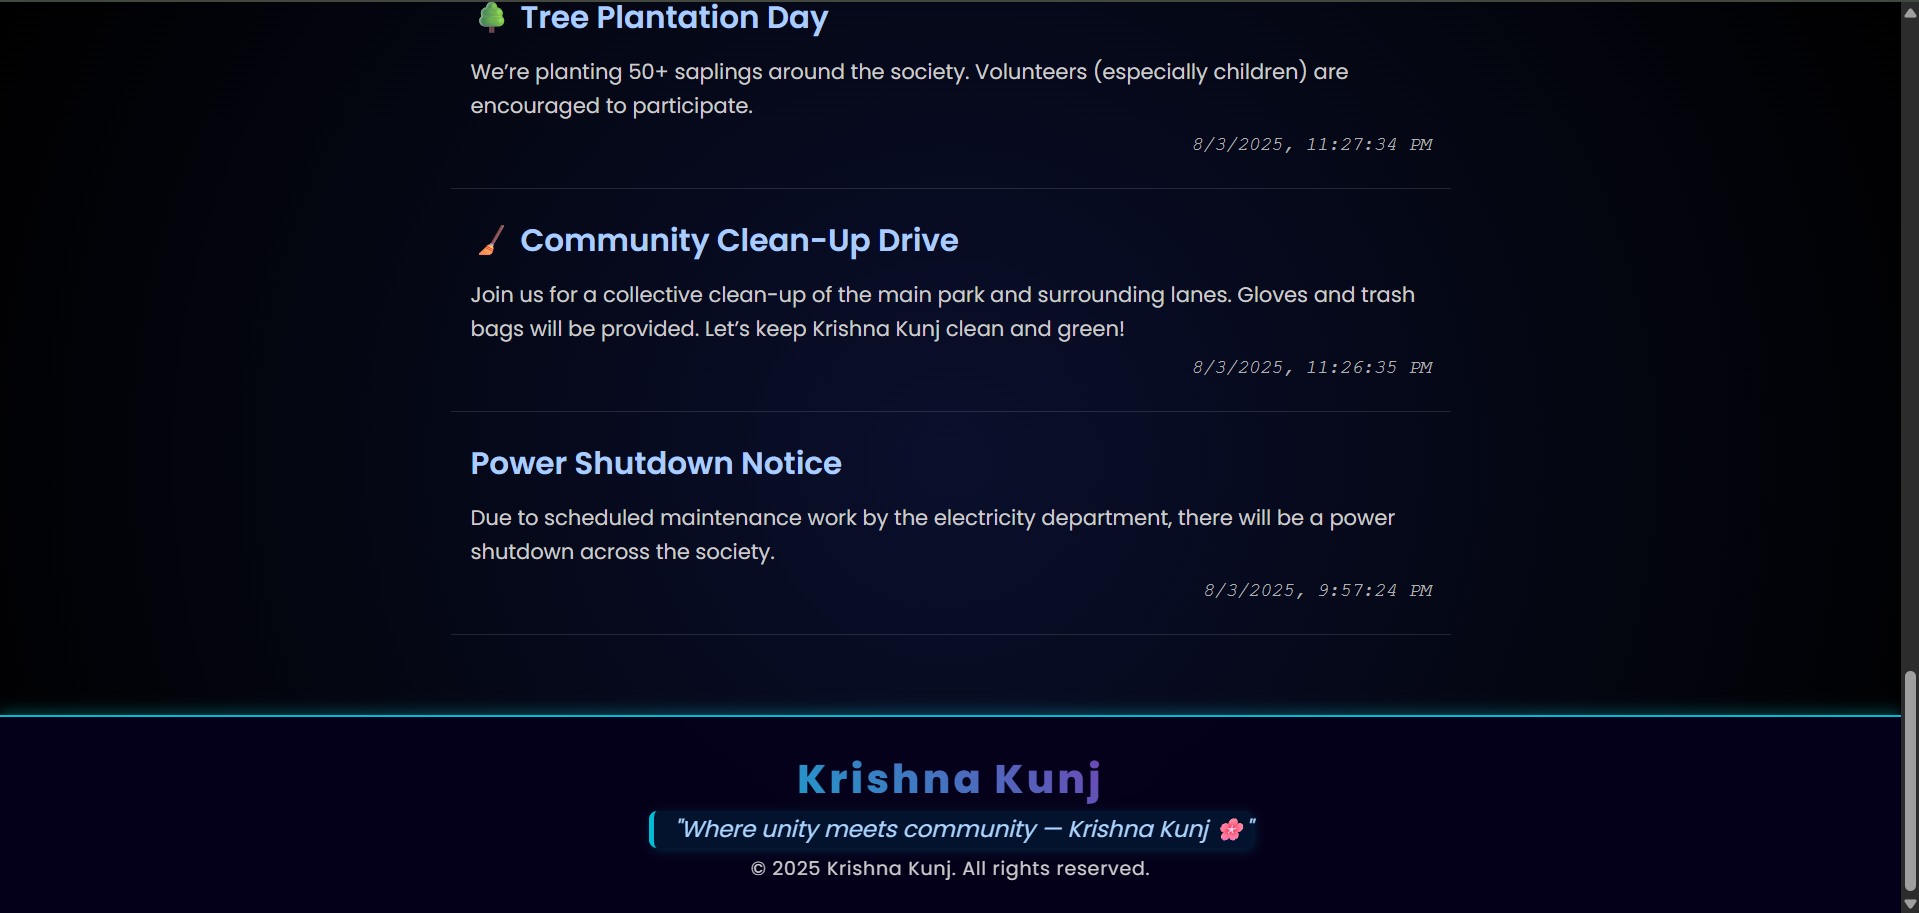 🌳 Tree Plantation Day
We’re planting 50+ saplings around the society. Volunteers (especially children) are
encouraged to participate.
8/3/2025, 11:27:34 PM
🧹 Community Clean-Up Drive
Join us for a collective clean-up of the main park and surrounding lanes. Gloves and trash
bags will be provided. Let’s keep Krishna Kunj clean and green!
8/3/2025, 11:26:35 PM
Power Shutdown Notice
Due to scheduled maintenance work by the electricity department, there will be a power
shutdown across the society.
8/3/2025, 9:57:24 PM
Krishna Kunj
"Where unity meets community — Krishna Kunj 🌸"
© 2025 Krishna Kunj. All rights reserved.